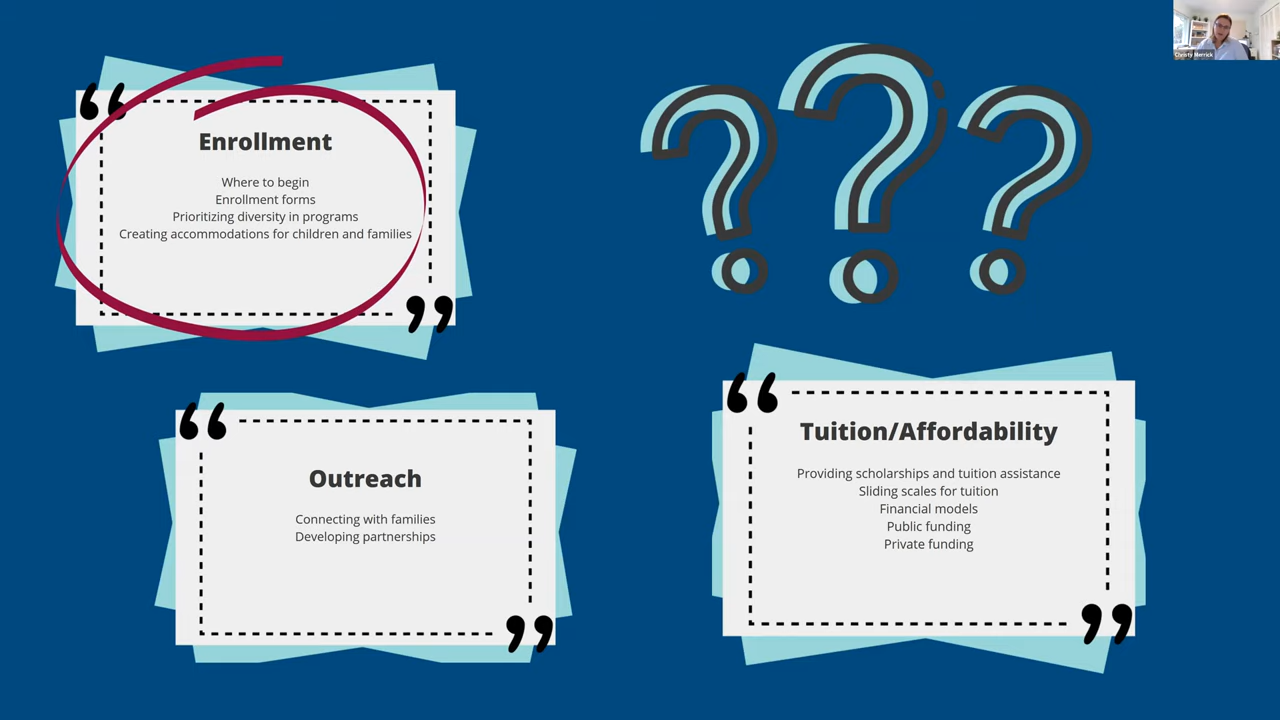 Christy Merrick
Enrollment
Where to begin
Enrollment forms
Prioritizing diversity in programs
Creating accommodations for children and families
Outreach
Connecting with families
Developing partnerships
Tuition/Affordability
Providing scholarships and tuition assistance
Sliding scales for tuition
Financial models
Public funding
Private funding